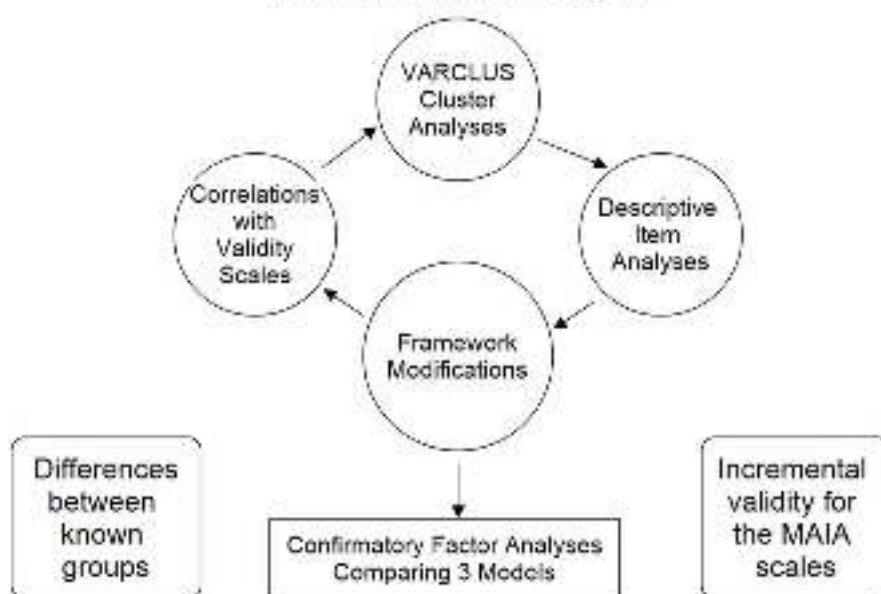 VARCLUS
Cluster
Analyses
Correlations
with
Validity
Scales
Descriptive
Item
Analyses
Framework
Modifications
Differences
between
known
groups
Confirmatory Factor Analyses
Comparing 3 Models
Incremental
validity for
the MAIA
scales